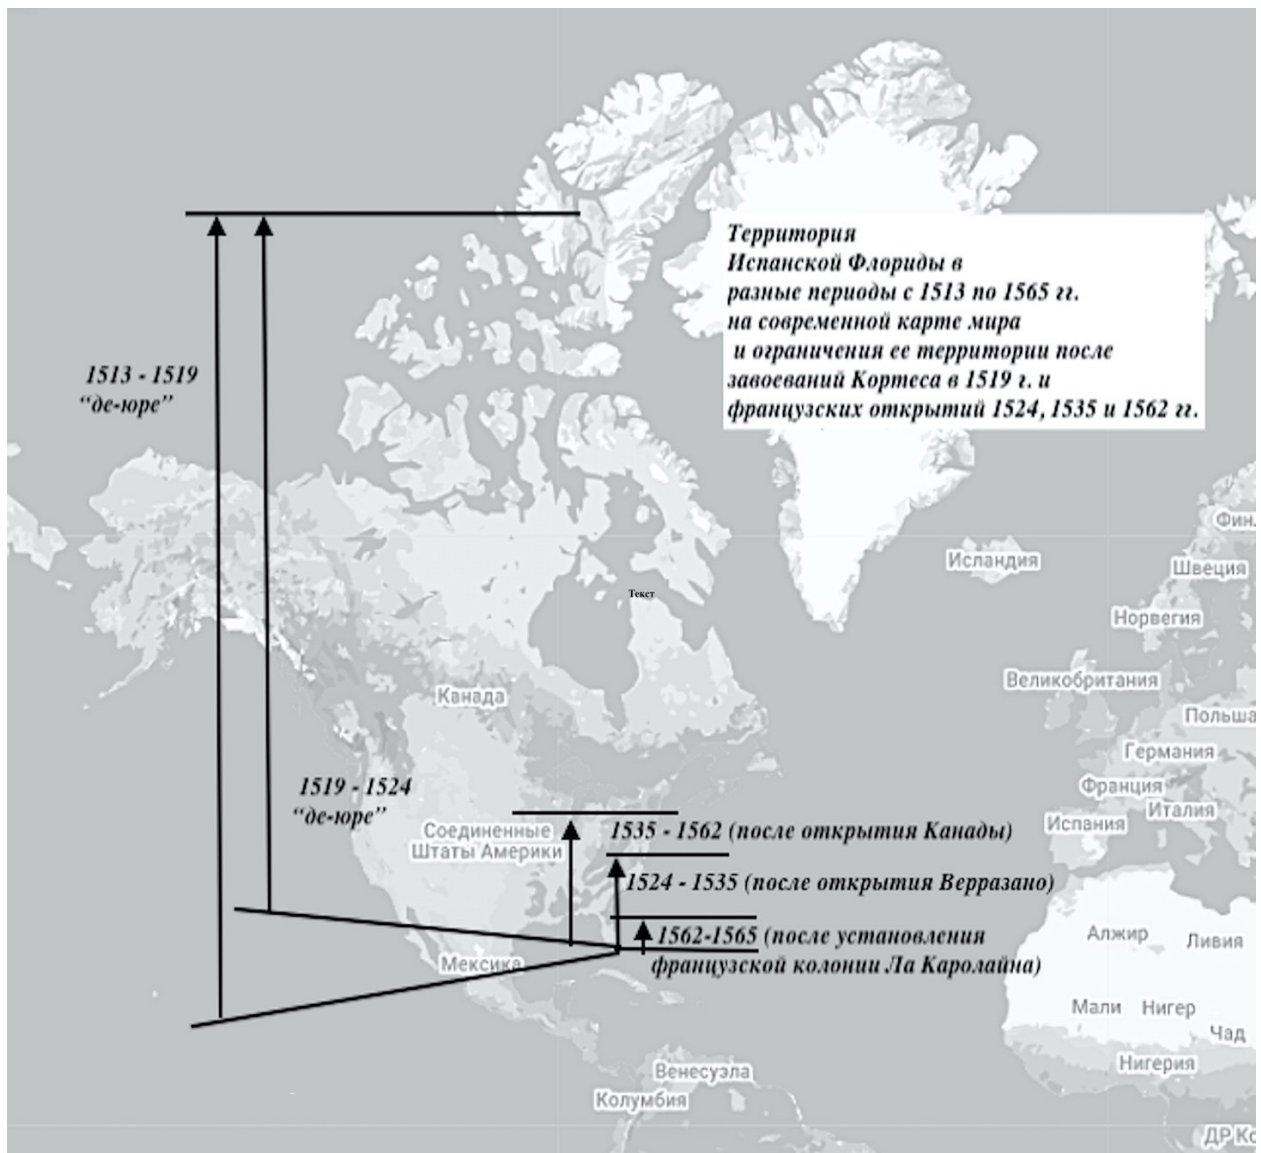 Территория
Испанской Флориды в
разные периоды с 1513 по 1565 гг.
на современной карте мира
и ограничения ее территории после
завоеваний Кортеса в 1519 г. и
французских открытий 1524, 1535 и 1562 гг.
1513 - 1519
“де-юре”
Фин.
Исландия
Швеция
Текст
Норвегия
Великобритания
Канада
Польша
Германия
1519 - 1524
“де-юре”
Франция
Италия
Испания
Соединенные
Штаты Америки
1535 - 1562 (после открытия Канады)
1524 - 1535 (после открытия Верразано)
1562-1565 (после установления
французской колонии Ла Каролайна)
Алжир
Ливия
Мексика
Мали
Нигер
Чад
Нигерия
Венесуэла
Колумбия
ДР Кс